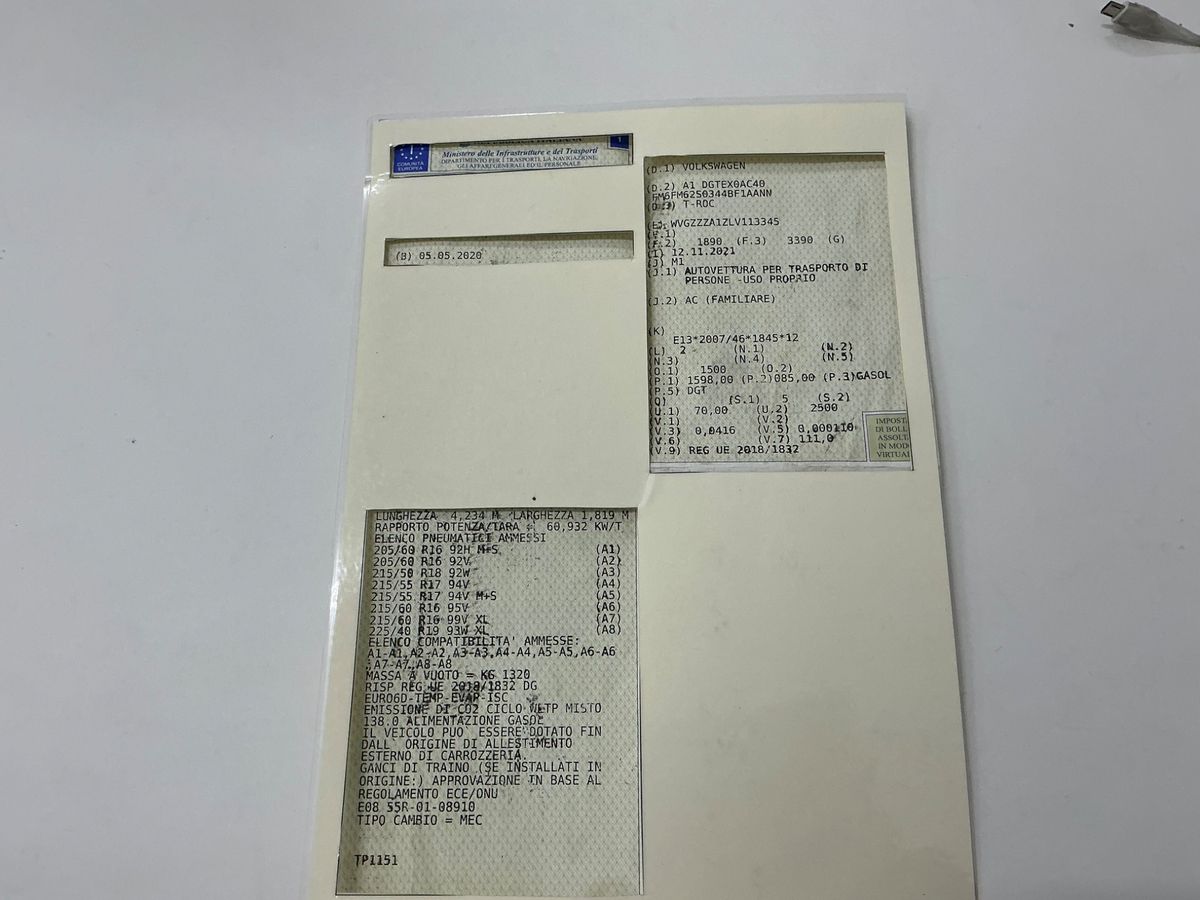 COMUNITÀ
EUROPEA
1
Ministero delle Infrastrutture e dei Trasporti
DIPARTIMENTO PER I TRASPORTI, LA NAVIGAZIONE,
GLI AFFARI GENERALI ED IL PERSONALE
(B) 05.05.2020
(D.1) VOLKSWAGEN
(D.2) A1 DGTEX0AC40
FM6FM62S0344BF1AANN
(D.3) T-ROC
(E) WVGZZZA1ZLV113345
(F.1)
(F.2) 1890 (F.3) 3390 (G)
(I) 12.11.2021
(J) M1
(J.1) AUTOVETTURA PER TRASPORTO DI
PERSONE -USO PROPRIO
(J.2) AC (FAMILIARE)
(K)
E13*2007/46*1845*12
(L) 2 (N.1) (N.2)
(N.3) (N.4) (N.5)
(O.1) 1500 (O.2)
(P.1) 1598,00 (P.2)085,00 (P.3)GASOL
(P.5) DGT
(Q) (S.1) 5 (S.2)
(U.1) 70,00 (U.2) 2500
(V.1) (V.2)
(V.3) 0,0416 (V.5) 0,000110
(V.6) (V.7) 111,0
(V.9) REG UE 2018/1832
IMPOST
DI BOLL
ASSOLT
IN MOD
VIRTUAL
LUNGHEZZA 4,234 M LARGHEZZA 1,819 M
RAPPORTO POTENZA/TARA = 60,932 KW/T
ELENCO PNEUMATICI AMMESSI
205/60 R16 92H M+S (A1)
205/60 R16 92V (A2)
215/50 R18 92W (A3)
215/55 R17 94V (A4)
215/55 R17 94V M+S (A5)
215/60 R16 95V (A6)
215/60 R16 99V XL (A7)
225/40 R19 93W XL (A8)
ELENCO COMPATIBILITA' AMMESSE:
A1-A1,A2-A2,A3-A3,A4-A4,A5-A5,A6-A6
,A7-A7,A8-A8
MASSA A VUOTO = KG 1320
RISP REG UE 2018/1832 DG
EURO6D-TEMP-EVAP-ISC
EMISSIONE DI CO2 CICLO WLTP MISTO
138.0 ALIMENTAZIONE GASOL
IL VEICOLO PUO' ESSERE DOTATO FIN
DALL' ORIGINE DI ALLESTIMENTO
ESTERNO DI CARROZZERIA.
GANCI DI TRAINO (SE INSTALLATI IN
ORIGINE:) APPROVAZIONE IN BASE AL
REGOLAMENTO ECE/ONU
E08 55R-01-08910
TIPO CAMBIO = MEC
TP1151